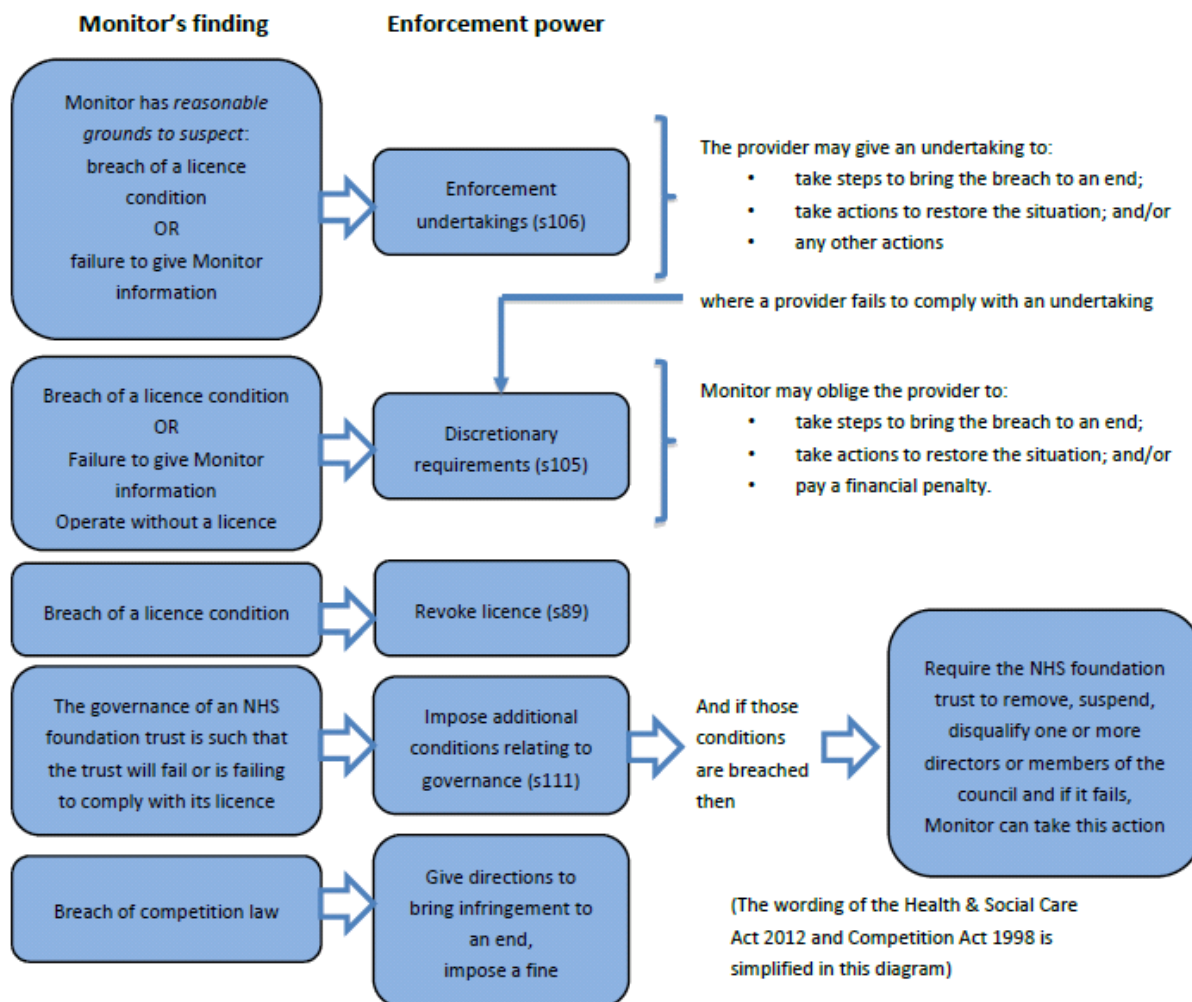 Monitor's finding
Enforcement power
Monitor has reasonable
grounds to suspect:
breach of a licence
condition
OR
failure to give Monitor
information
Enforcement
undertakings (s106)
The provider may give an undertaking to:
• take steps to bring the breach to an end;
• take actions to restore the situation; and/or
• any other actions
where a provider fails to comply with an undertaking
Breach of a licence condition
OR
Failure to give Monitor
information
Operate without a licence
Discretionary
requirements (s105)
Monitor may oblige the provider to:
• take steps to bring the breach to an end;
• take actions to restore the situation; and/or
• pay a financial penalty.
Breach of a licence condition
Revoke licence (s89)
The governance of an NHS
foundation trust is such that
the trust will fail or is failing
to comply with its licence
Impose additional
conditions relating to
governance (s111)
And if those
conditions
are breached
then
Require the NHS foundation
trust to remove, suspend,
disqualify one or more
directors or members of the
council and if it fails,
Monitor can take this action
Breach of competition law
Give directions to
bring infringement to
an end,
impose a fine
(The wording of the Health & Social Care
Act 2012 and Competition Act 1998 is
simplified in this diagram)